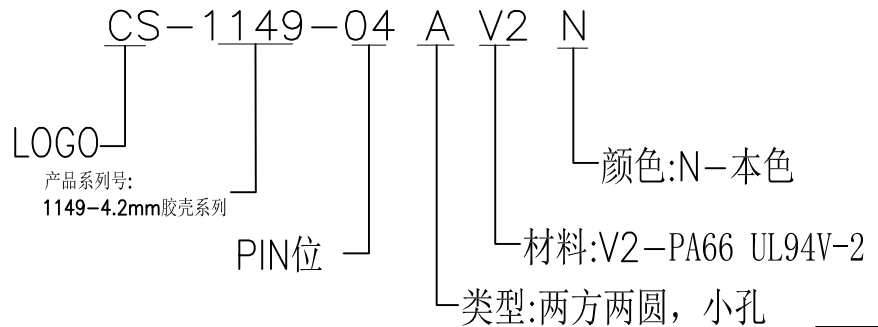 CS-1149-04 A V2 N
LOGO
颜色:N-本色
产品系列号:
1149-4.2mm胶壳系列
PIN位
材料:V2-PA66 UL94V-2
类型:两方两圆，小孔